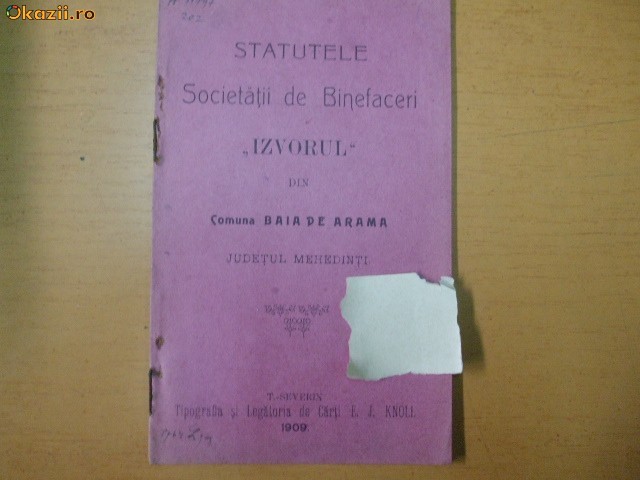 Okazii.ro
202
STATUTELE
Societății de Binefaceri
„IZVORUL“
DIN
Comuna BAIA DE ARAMA
JUDEȚUL MEHEDINȚI
T.-SEVERIN
Tipografia și Legătoria de Cărți E. J. KNOLL
1909